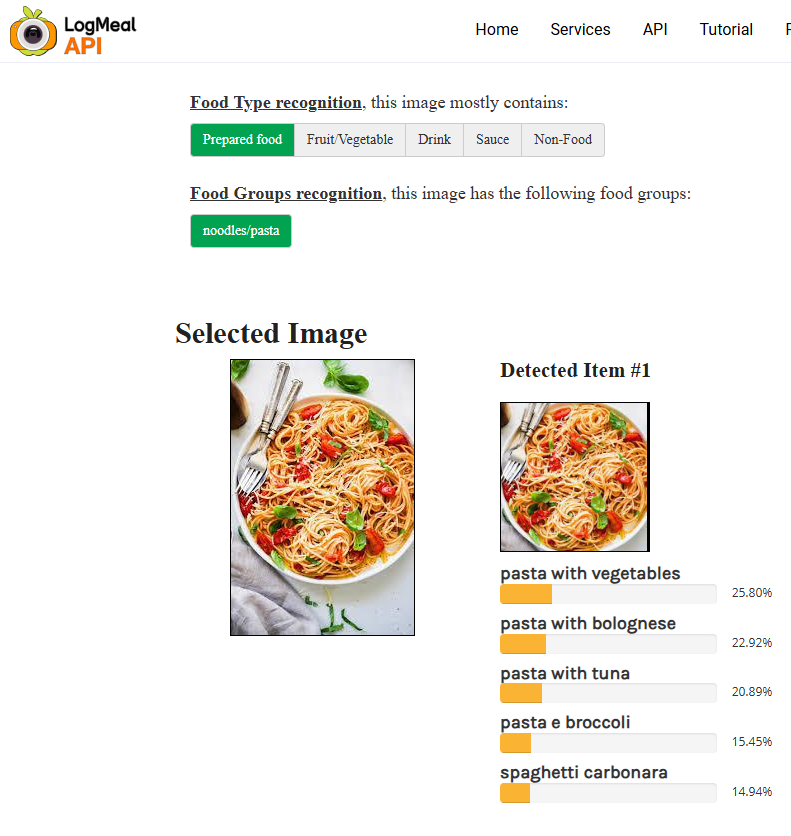 LogMeal
API
Home Services API Tutorial
Food Type recognition, this image mostly contains:
Prepared food Fruit/Vegetable Drink Sauce Non-Food
Food Groups recognition, this image has the following food groups:
noodles/pasta
Selected Image
Detected Item #1
pasta with vegetables
25.80%
pasta with bolognese
22.92%
pasta with tuna
20.89%
pasta e broccoli
15.45%
spaghetti carbonara
14.94%